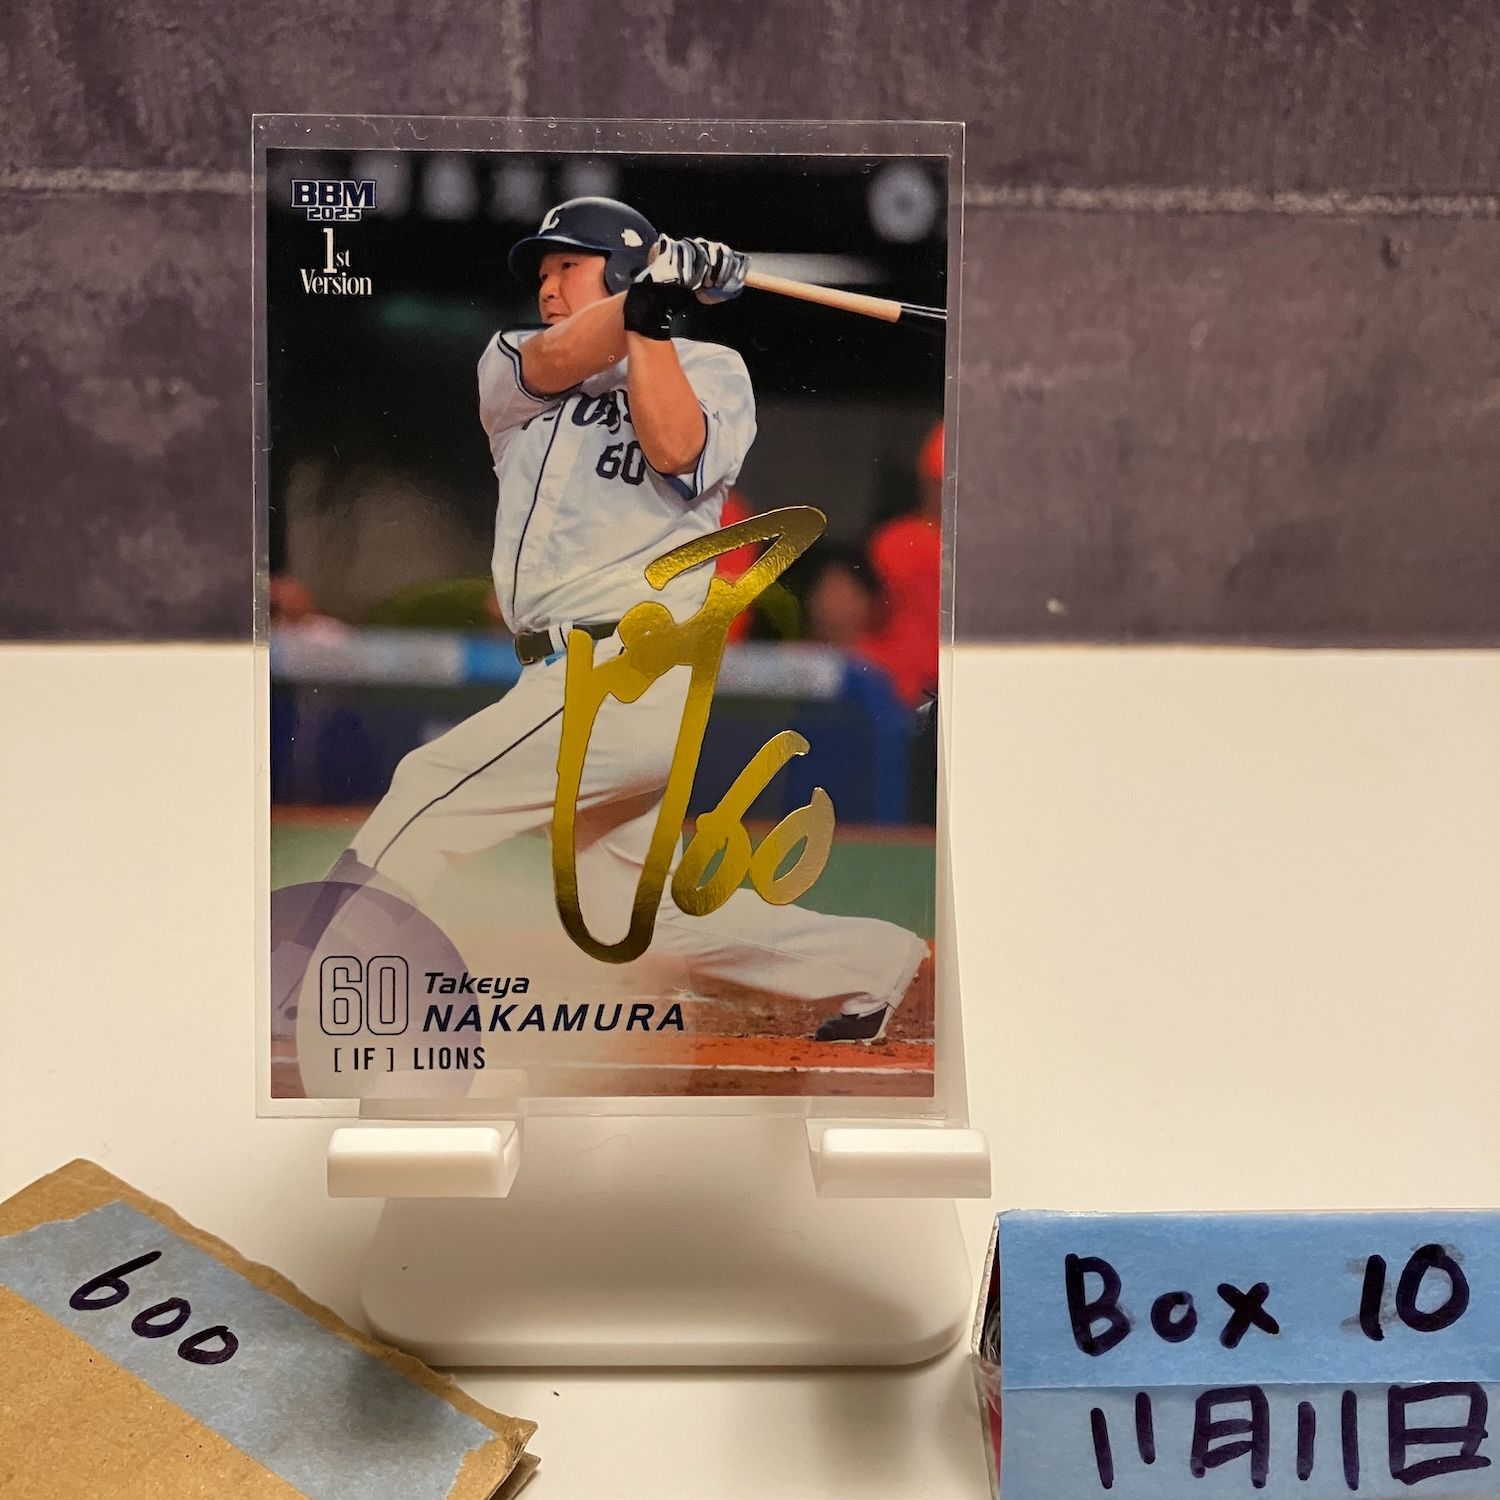 BBM
2025
1st
Version
L
60
60
60 Takeya
NAKAMURA
[ IF ] LIONS
600
Box 10
11月11日